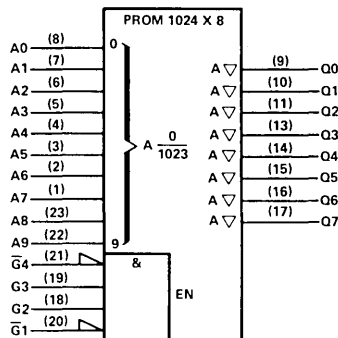 PROM 1024 X 8
A0 (8) 0 A▽ (9) Q0
A1 (7) A▽ (10) Q1
A2 (6) A▽ (11) Q2
A3 (5) A▽ (13) Q3
A4 (4) A 0/1023 A▽ (14) Q4
A5 (3) A▽ (15) Q5
A6 (2) A▽ (16) Q6
A7 (1) A▽ (17) Q7
A8 (23)
A9 (22) 9
G̅4 (21) &
G3 (19) EN
G2 (18)
G̅1 (20)